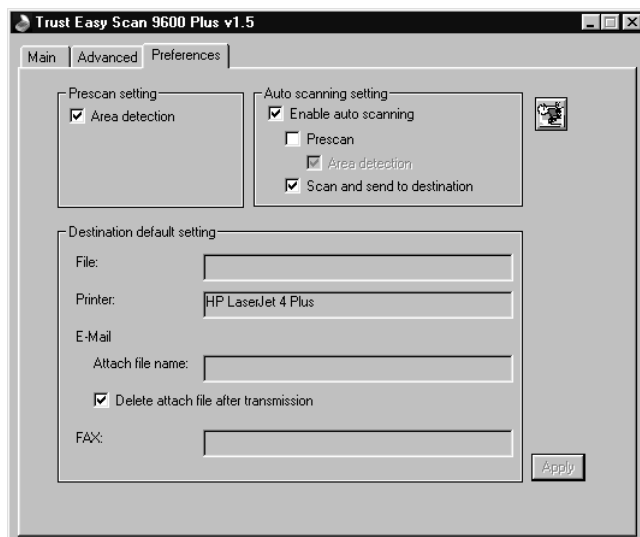 Trust Easy Scan 9600 Plus v1.5
Main Advanced Preferences
Prescan setting
Area detection
Auto scanning setting
Enable auto scanning
Prescan
Area detection
Scan and send to destination
Destination default setting
File:
Printer: HP LaserJet 4 Plus
E-Mail
Attach file name:
Delete attach file after transmission
FAX:
Apply